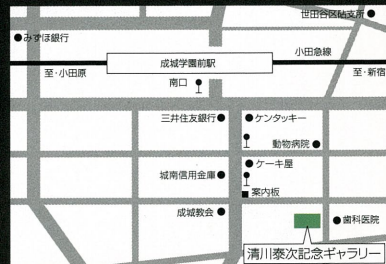 世田谷区砧支所●
●みずほ銀行
小田急線
成城学園前駅
至・小田原
至・新宿
南口
三井住友銀行●
●ケンタッキー
動物病院●
●ケーキ屋
城南信用金庫●
■案内板
成城教会●
●歯科医院
清川泰次記念ギャラリー